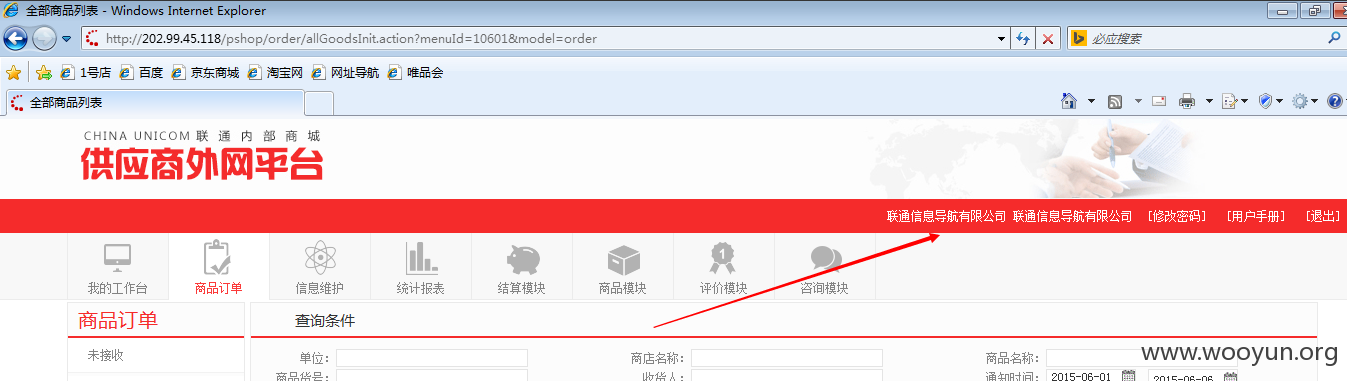 全部商品列表 - Windows Internet Explorer
http://202.99.45.118/pshop/order/allGoodsInit.action?menuId=10601&model=order
必应搜索
1号店 百度 京东商城 淘宝网 网址导航 唯品会
全部商品列表
CHINA UNICOM 联通内部商城
供应商外网平台
联通信息导航有限公司 联通信息导航有限公司 [修改密码] [用户手册] [退出]
我的工作台 商品订单 信息维护 统计报表 结算模块 商品模块 评价模块 咨询模块
商品订单 查询条件
未接收
单位: 商店名称: 商品名称:
商品货号: 收货人: 通知时间: 2015-06-01 2015-06-06
www.wooyun.org